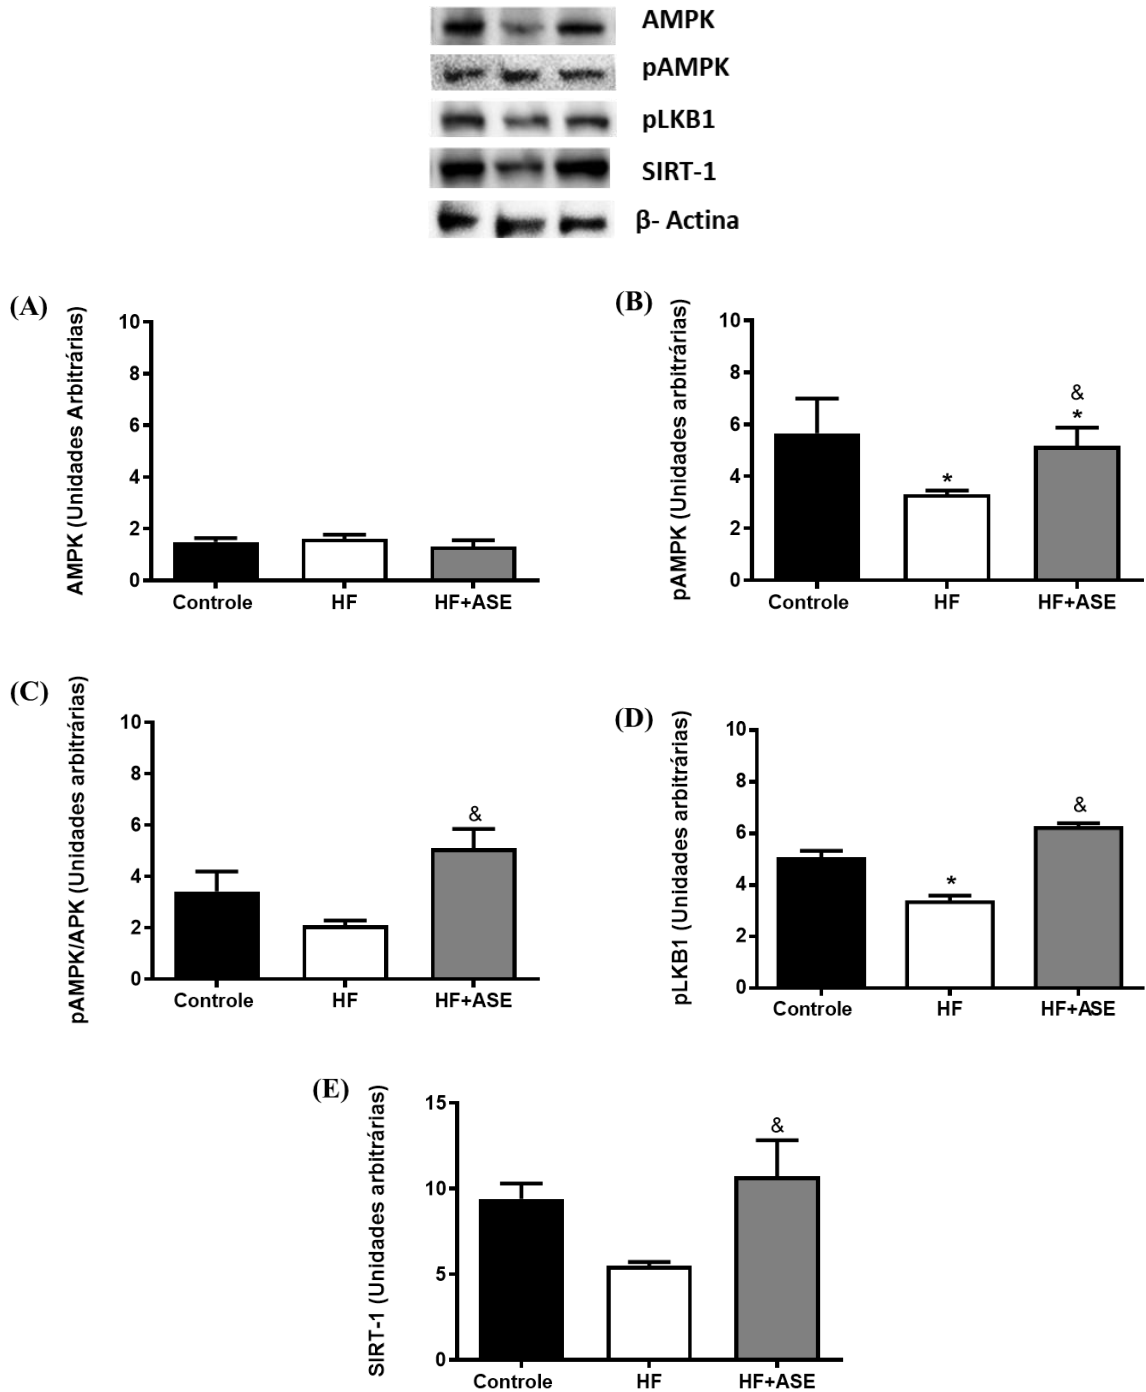 AMPK
pAMPK
pLKB1
SIRT-1
β- Actina
(A)
AMPK (Unidades Arbitrárias)
10
8
6
4
2
0
Controle HF HF+ASE
(B)
pAMPK (Unidades arbitrárias)
10
8
6
4
2
0
&
*
*
Controle HF HF+ASE
(C)
pAMPK/APK (Unidades arbitrárias)
10
8
6
4
2
0
&
Controle HF HF+ASE
(D)
pLKB1 (Unidades arbitrárias)
10
8
6
4
2
0
&
*
Controle HF HF+ASE
(E)
SIRT-1 (Unidades arbitrárias)
15
10
5
0
&
Controle HF HF+ASE